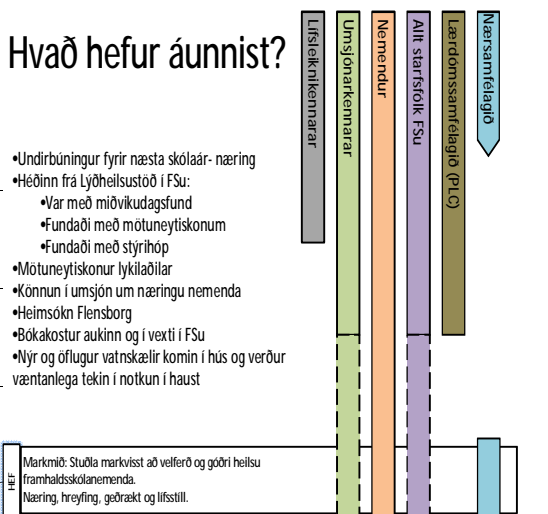 Hvað hefur áunnist?
•Undirbúningur fyrir næsta skólaár- næring
•Héðinn frá Lýðheilsustöð í FSu:
•Var með miðvikudagsfund
•Fundaði með mötuneytiskonum
•Fundaði með stýrihóp
•Mötuneytiskonur lykilaðilar
•Könnun í umsjón um næringu nemenda
•Heimsókn Flensborg
•Bókakostur aukinn og í vexti í FSu
•Nýr og öflugur vatnskælir komin í hús og verður
væntanlega tekin í notkun í haust
Lífsleiknikennarar
Umsjónarkennarar
Nemendur
Allt starfsfólk FSu
Lærdómssamfélagið (PLC)
Nærsamfélagið
HEF
Markmið: Stuðla markvisst að velferð og góðri heilsu
framhaldsskólanemenda.
Næring, hreyfing, geðrækt og lífsstíll.